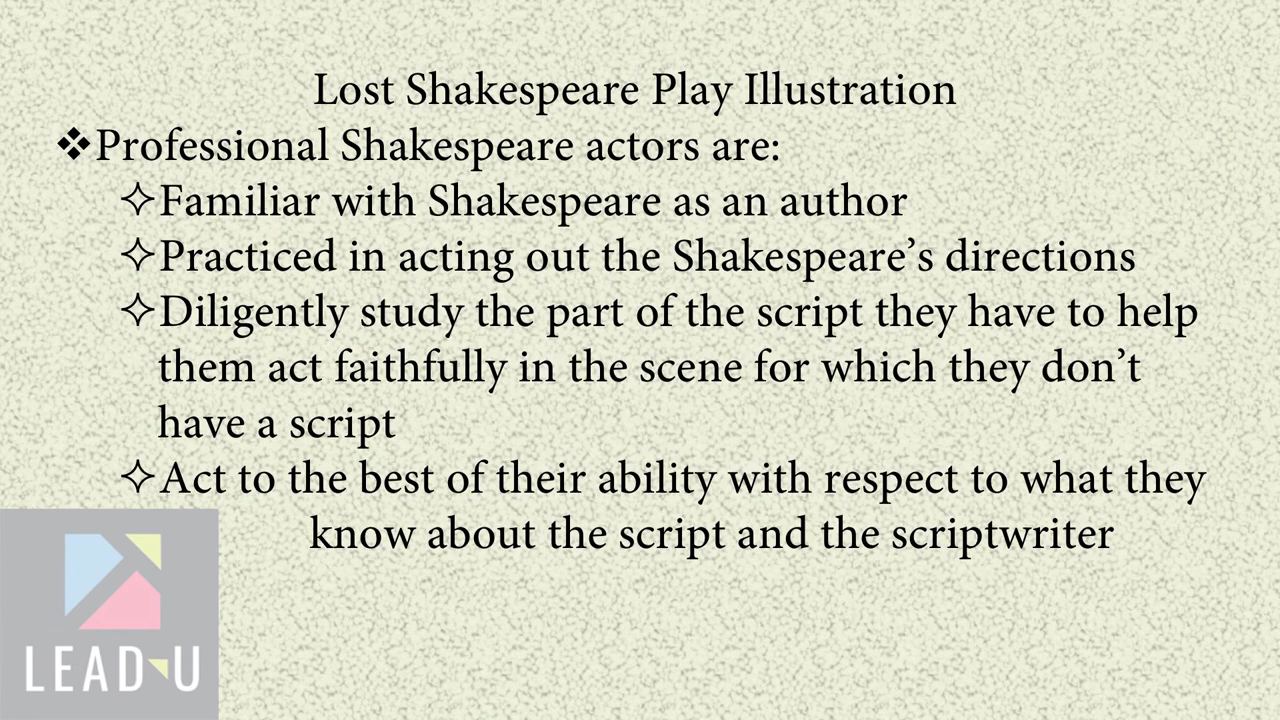 Lost Shakespeare Play Illustration
❖Professional Shakespeare actors are:
✧Familiar with Shakespeare as an author
✧Practiced in acting out the Shakespeare’s directions
✧Diligently study the part of the script they have to help
them act faithfully in the scene for which they don’t
have a script
✧Act to the best of their ability with respect to what they
know about the script and the scriptwriter
LEAD U